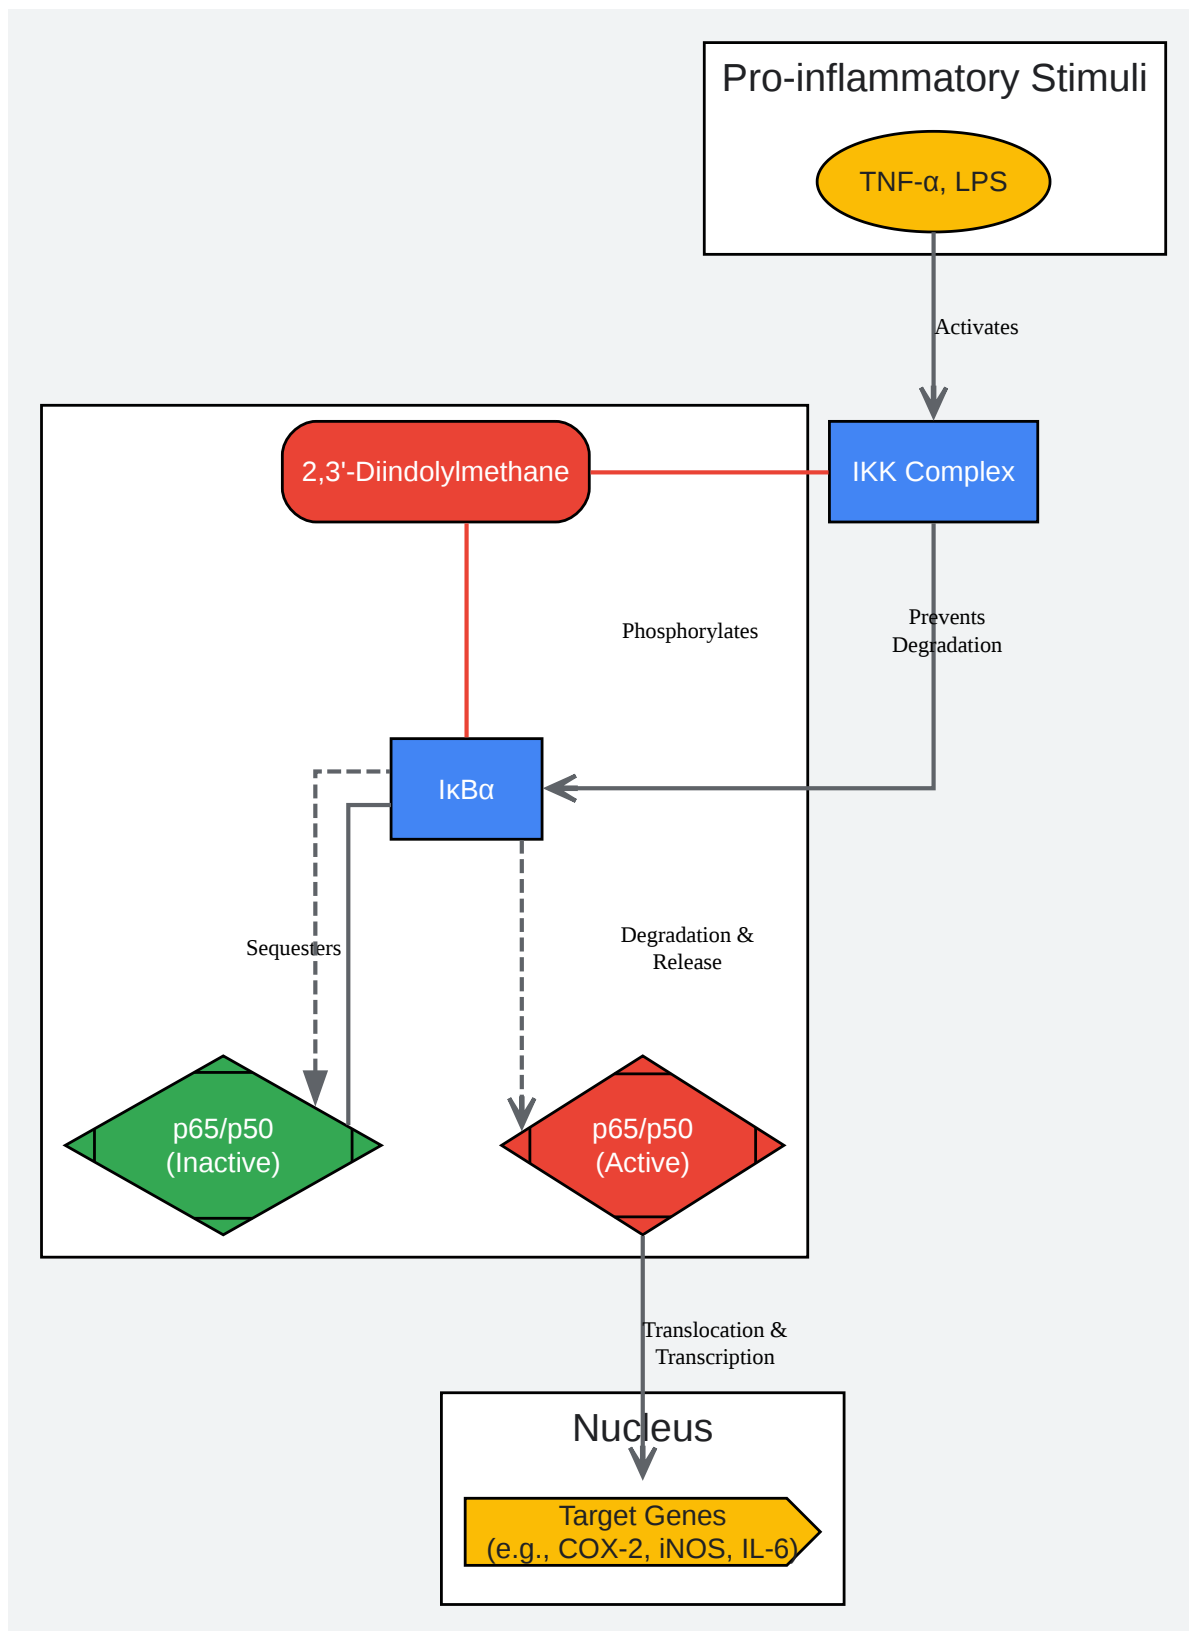 Pro-inflammatory Stimuli
TNF-α, LPS
Activates
2,3'-Diindolylmethane
IKK Complex
Phosphorylates
Prevents
Degradation
IκBα
Sequesters
Degradation &
Release
p65/p50
(Inactive)
p65/p50
(Active)
Translocation &
Transcription
Nucleus
Target Genes
(e.g., COX-2, iNOS, IL-6)